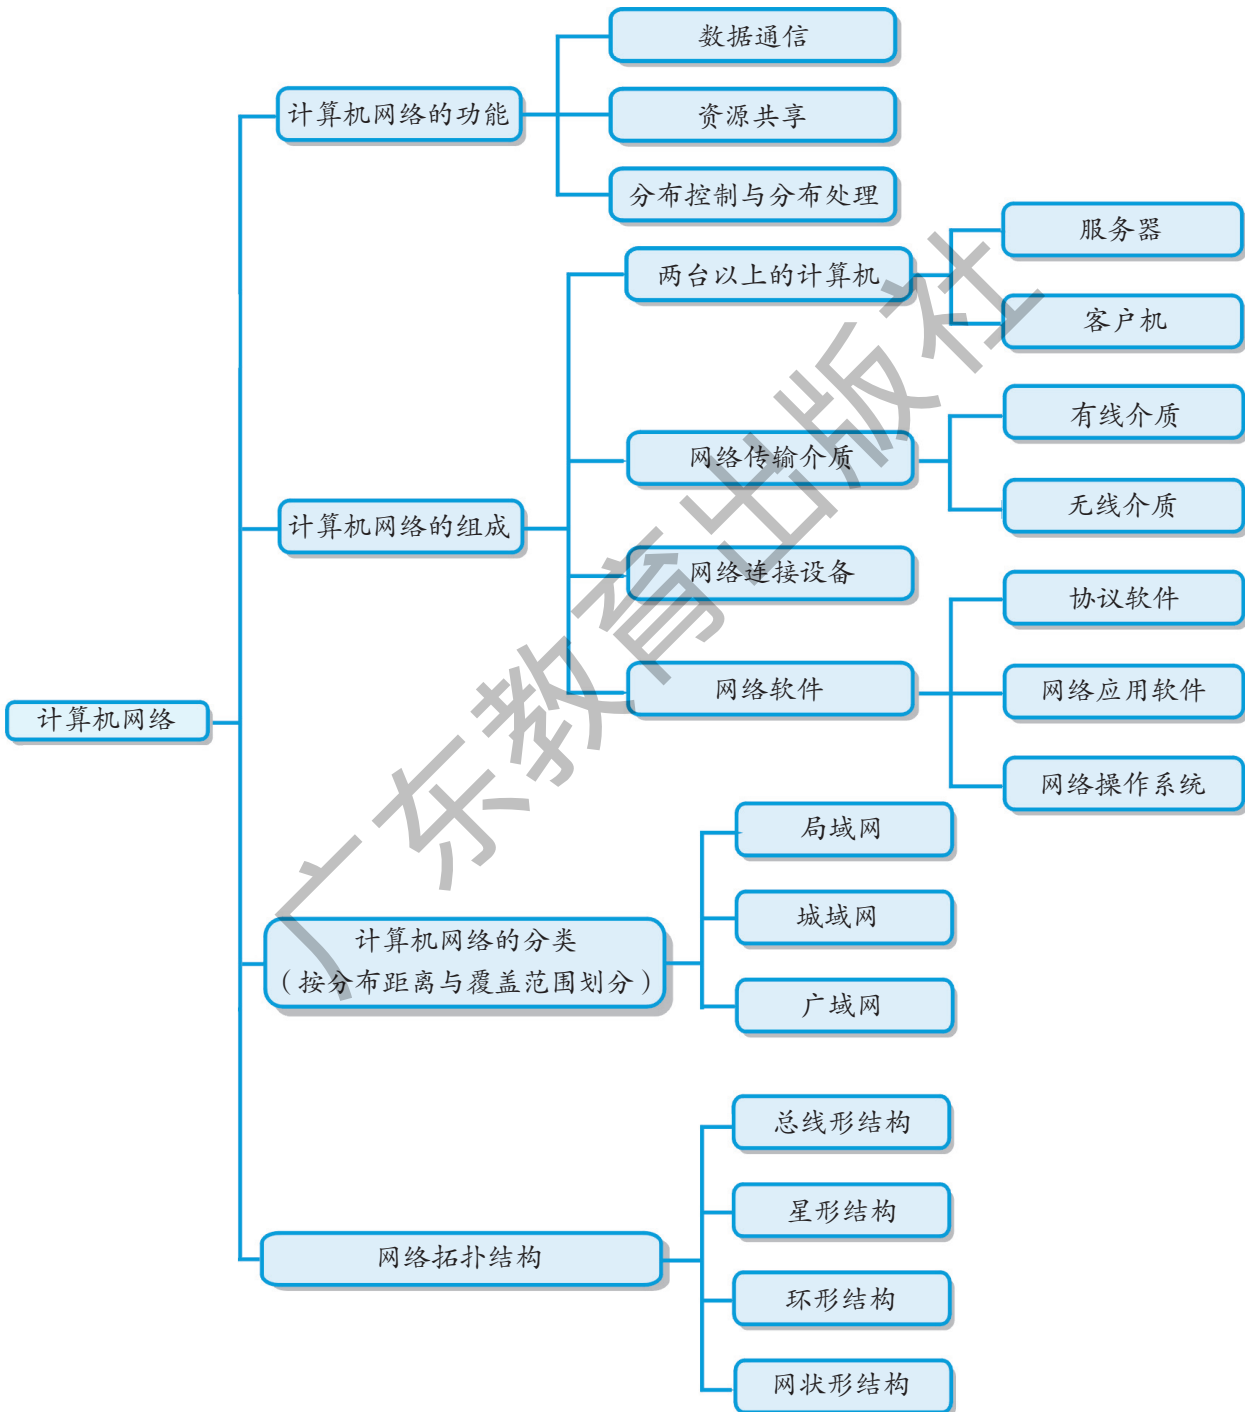 数据通信
计算机网络的功能
资源共享
分布控制与分布处理
服务器
两台以上的计算机
客户机
有线介质
网络传输介质
无线介质
计算机网络的组成
网络连接设备
协议软件
网络软件
网络应用软件
计算机网络
网络操作系统
局域网
城域网
计算机网络的分类
(按分布距离与覆盖范围划分)
广域网
总线形结构
星形结构
网络拓扑结构
环形结构
网状形结构
广东教育出版社